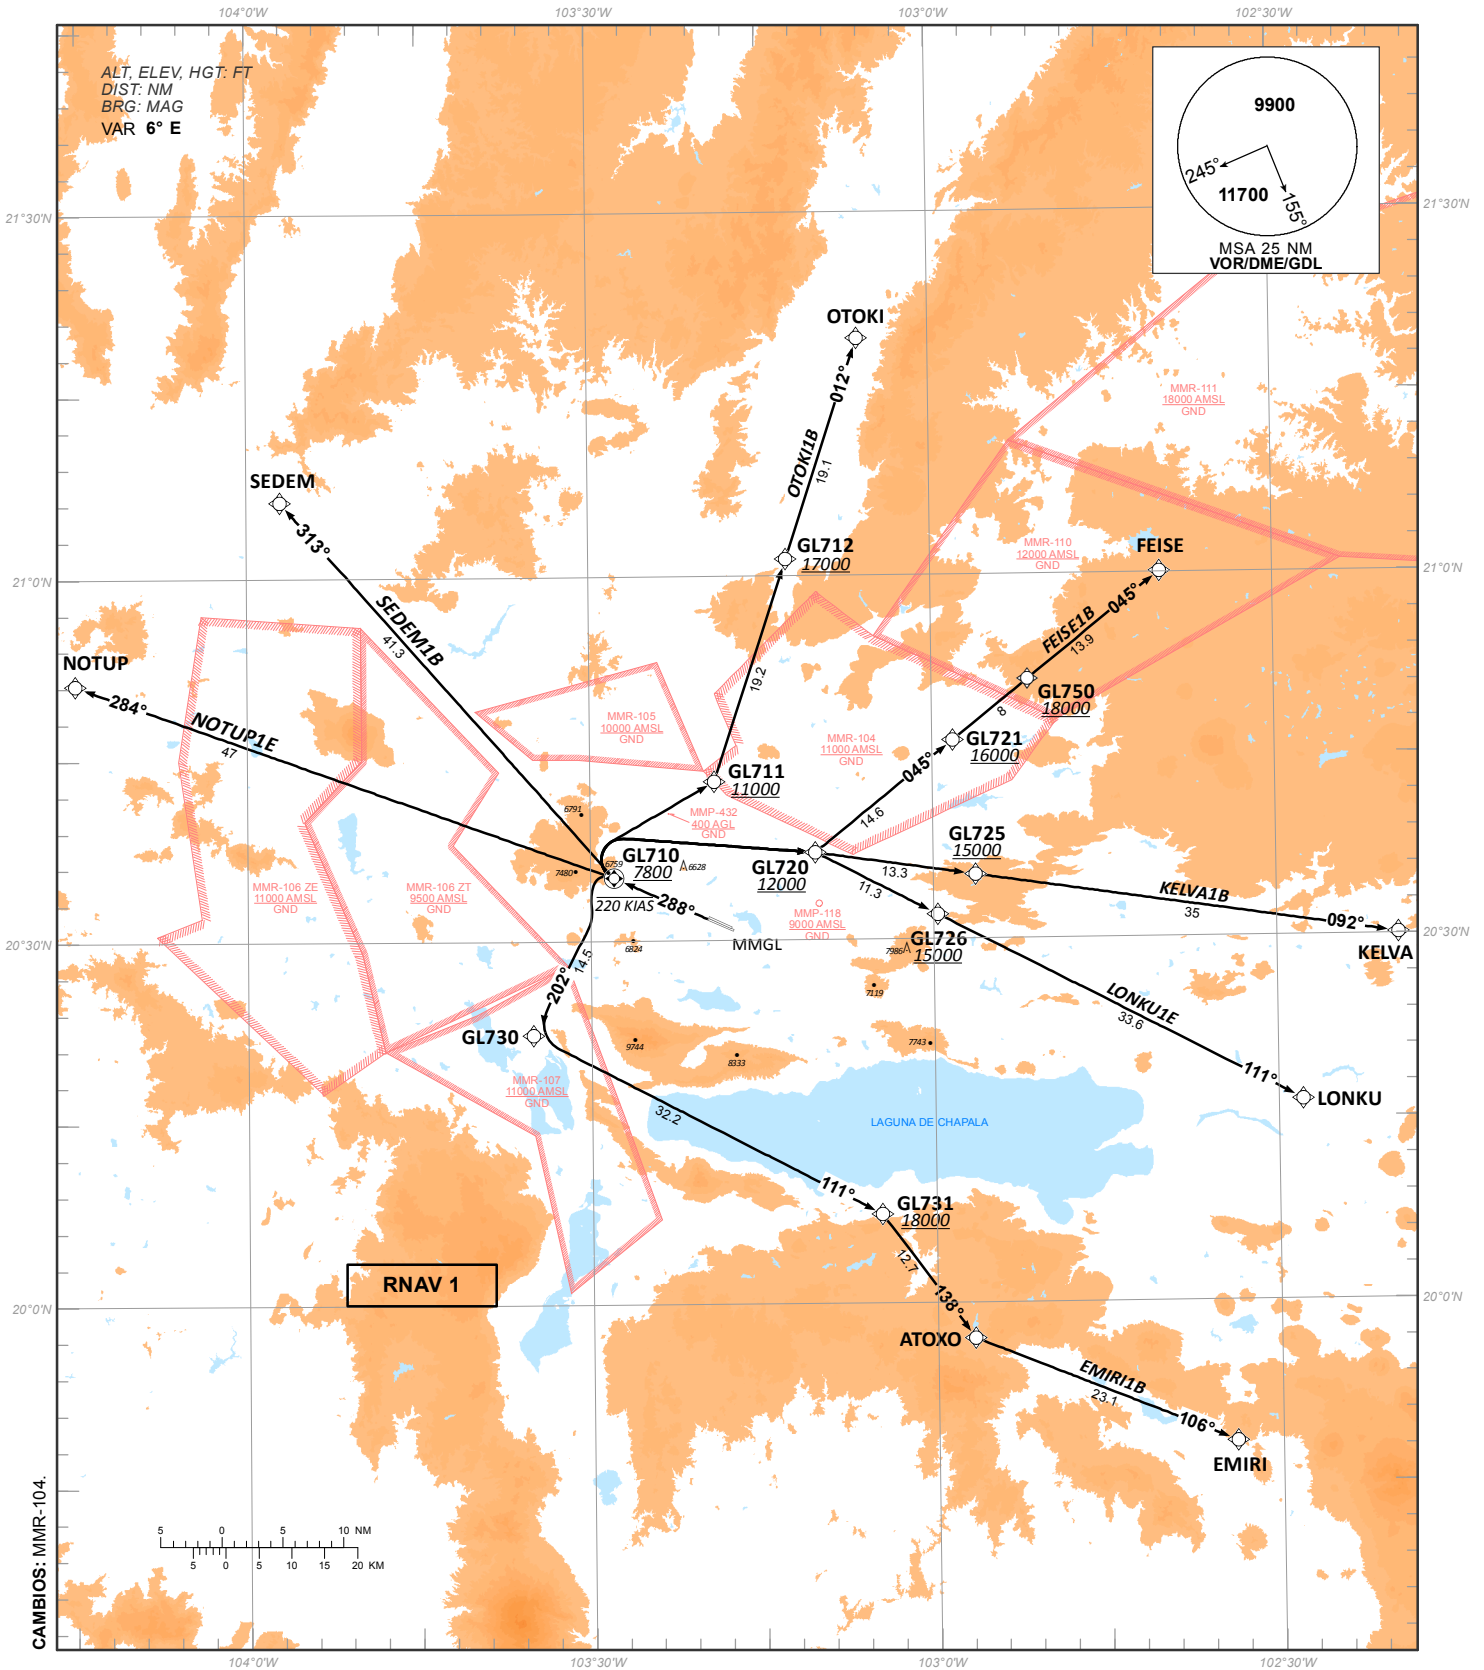 104°0'W
103°30'W
103°0'W
102°30'W
ALT, ELEV, HGT: FT
DIST: NM
BRG: MAG
VAR 6° E
9900
245°
11700
155°
MSA 25 NM
VOR/DME/GDL
21°30'N
21°30'N
OTOKI
012°
OTOKI1B
19.1
MMR-111
18000 AMSL
GND
SEDEM
313°
SEDEM1B
41.3
GL712
17000
MMR-110
12000 AMSL
GND
FEISE
045°
FEISE1B
13.9
21°0'N
21°0'N
NOTUP
284°
NOTUP1E
47
19.2
GL750
18000
8
MMR-105
10000 AMSL
GND
MMR-104
11000 AMSL
GND
GL721
16000
045°
14.6
GL711
11000
6791
MMP-432
400 AGL
GND
GL725
15000
GL710
7800
6759
7480
6628
GL720
12000
13.3
11.3
KELVA1B
35
092°
KELVA
MMR-106 ZE
11000 AMSL
GND
MMR-106 ZT
9500 AMSL
GND
220 KIAS
288°
MMGL
MMP-118
9000 AMSL
GND
GL726
15000
7986
20°30'N
20°30'N
6824
14.5
202°
7119
LONKU1E
33.6
111°
LONKU
GL730
9744
8333
7743
MMR-107
11000 AMSL
GND
32.2
LAGUNA DE CHAPALA
111°
GL731
18000
12.7
138°
RNAV 1
20°0'N
20°0'N
ATOXO
EMIRI1B
23.1
106°
EMIRI
CAMBIOS: MMR-104.
5 0 5 10 NM
5 0 5 10 15 20 KM
104°0'W
103°30'W
103°0'W
102°30'W